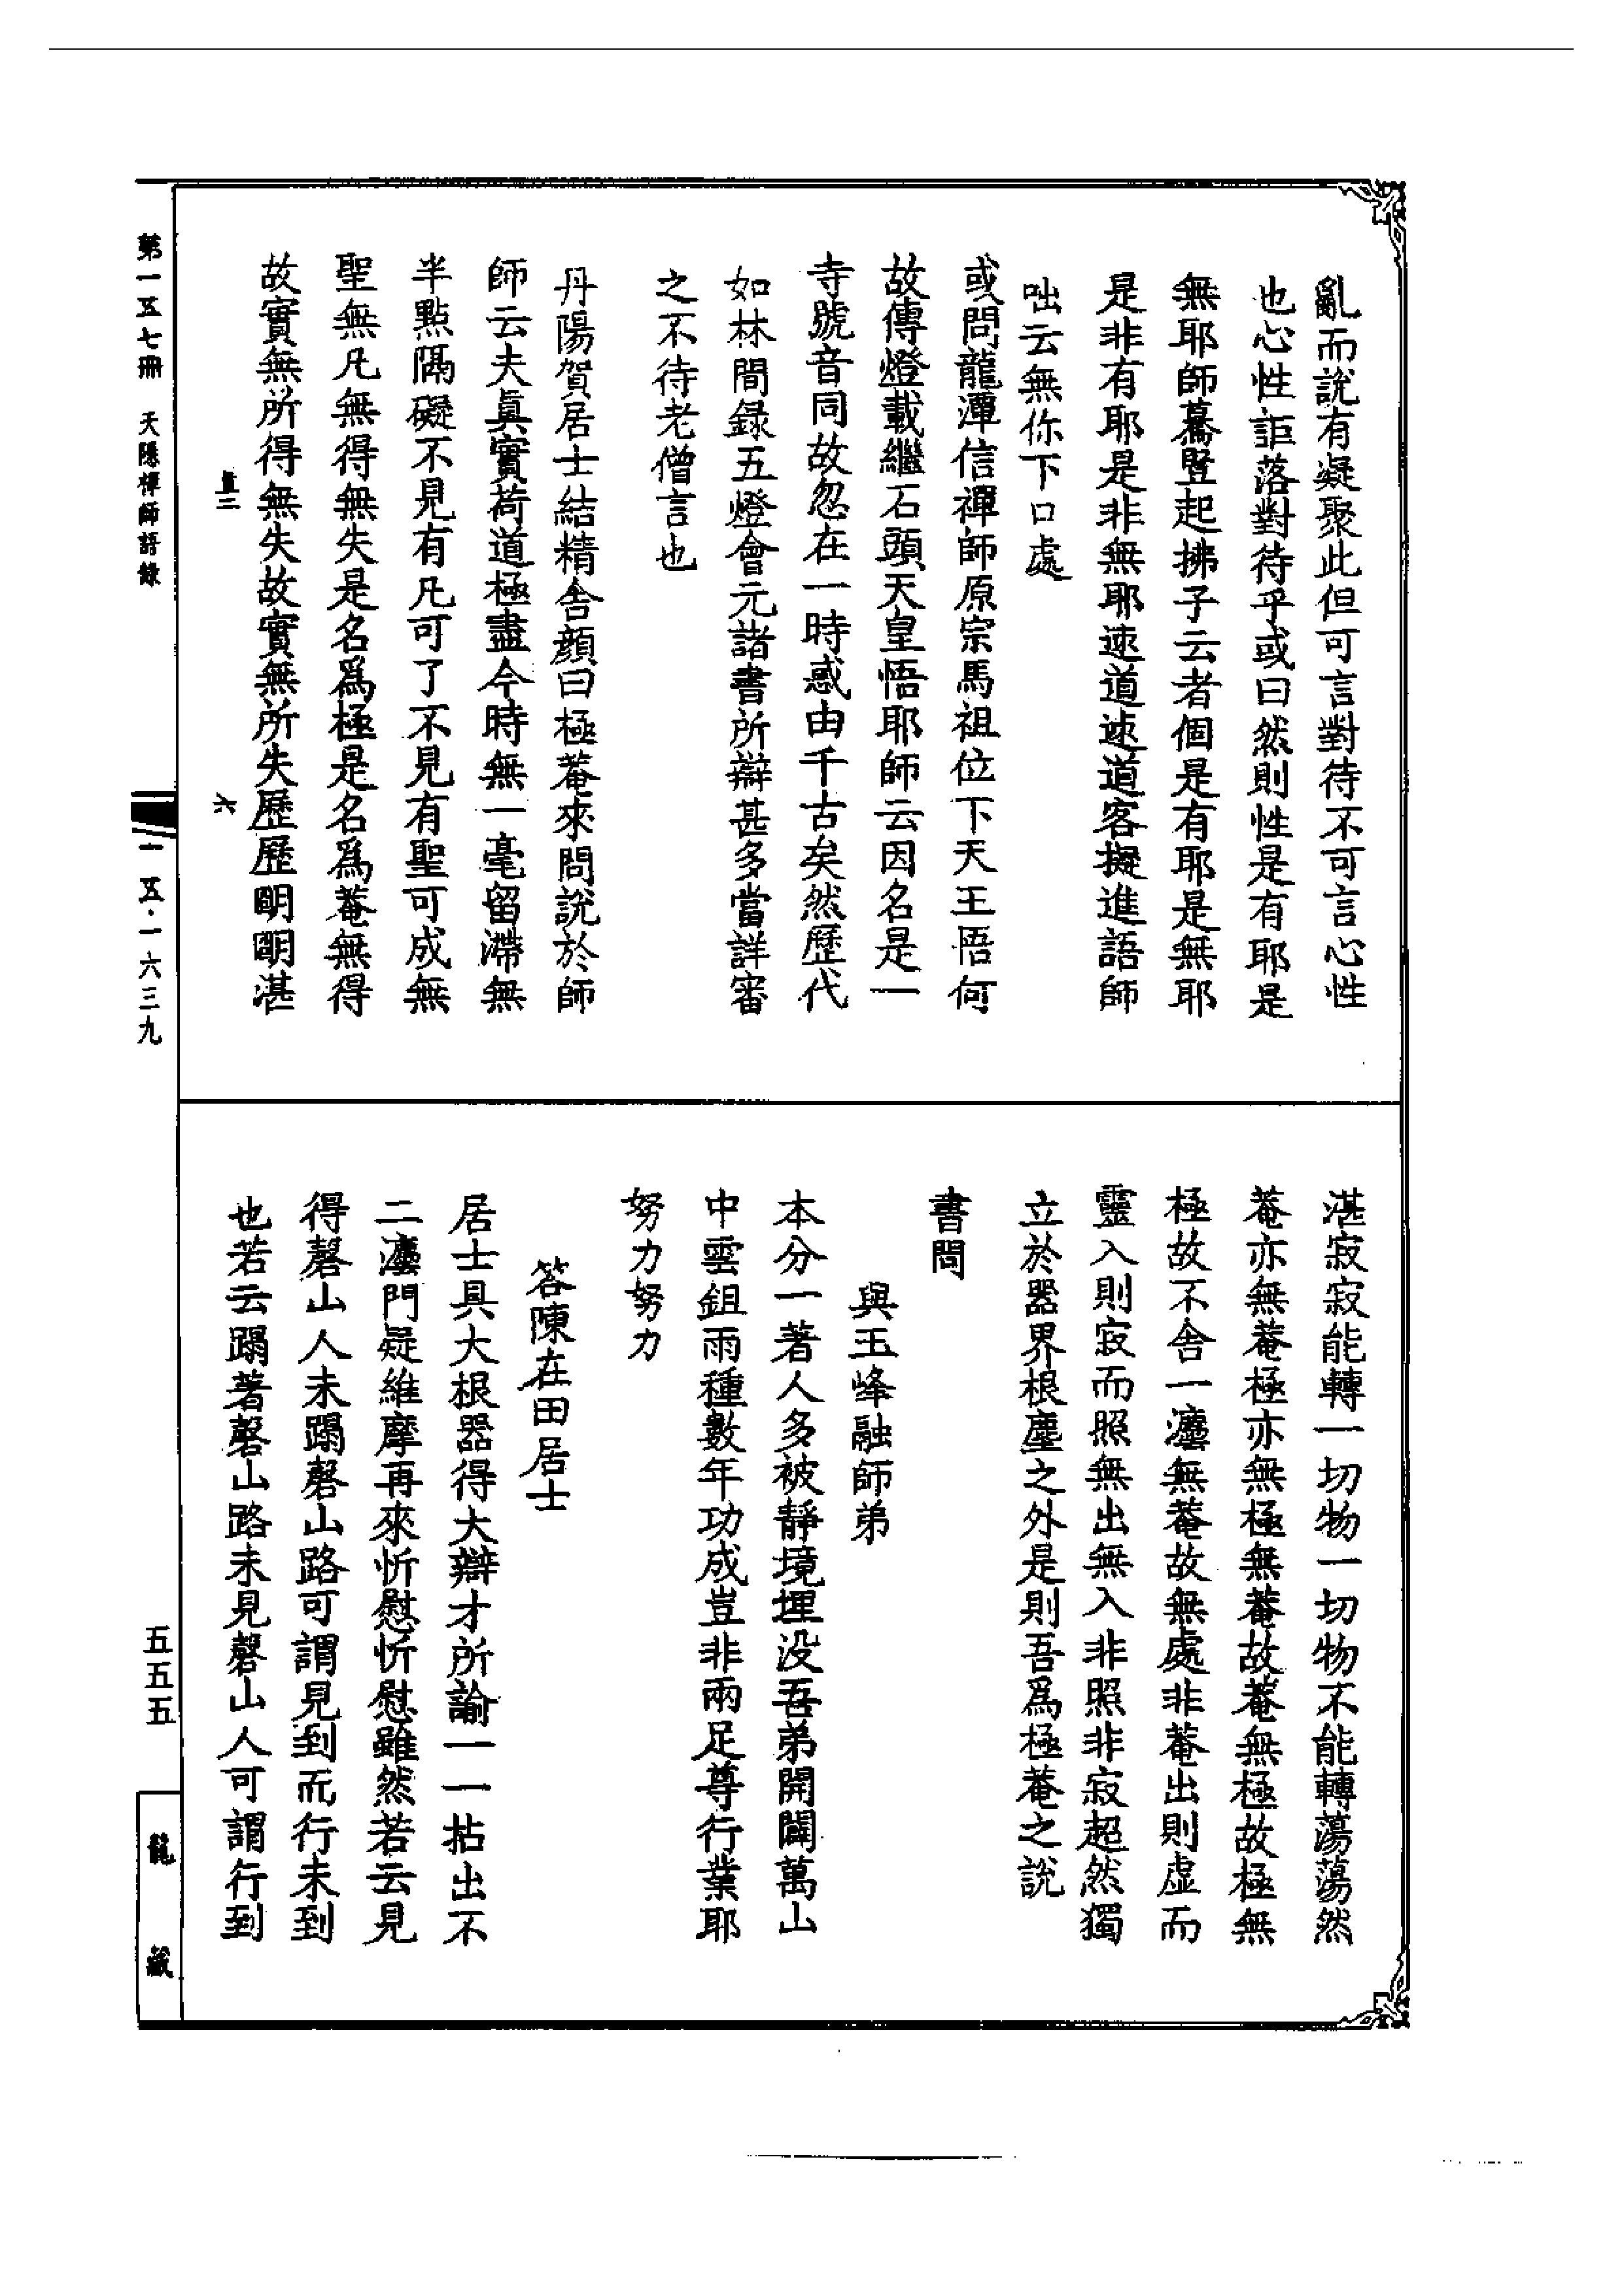 亂而說有凝聚此但可言對待不可言心性
也心性詎落對待乎或曰然則性是有耶是
無耶師驀豎起拂子云者個是有耶是無耶
是非有耶是非無耶速道速道客擬進語師
咄云無你下口處
或問龍潭信禪師原宗馬祖位下天王悟何
故傳燈載繼石頭天皇悟耶師云因名是一
寺號音同故忽在一時惑由千古矣然歷代
如林間録五燈會元諸書所辯甚多當詳審
之不待老僧言也
丹陽賀居士結精舍顏曰極菴來問說於師
師云夫眞實荷道極盡今時無一毫留滯無
半點隔礙不見有凡可了不見有聖可成無
聖無凡無得無失是名爲極是名爲菴無得
故實無所得無失故實無所失歷歷明明湛
六
湛寂寂能轉一切物一切物不能轉蕩蕩然
菴亦無菴極亦無極無菴故菴無極故極無
極故不舍一塵無菴故無處非菴出則虛而
靈入則寂而照無出無入非照非寂超然獨
立於器界根塵之外是則吾爲極菴之說
書問
與玉峰融師弟
本分一著人多被靜境埋没吾弟開闢萬山
中雲鉏雨種數年功成豈非兩足尊行業耶
努力努力
答陳在田居士
居士具大根器得大辯才所諭一一拈出不
二塵門疑維摩再來忻慰忻慰雖然若云見
得磬山人未蹋磬山路可謂見到而行未到
也若云蹋著磬山路未見磬山人可謂行到
第一五七冊 天隱禪師語錄
一五·一六三九
五五五
龍藏